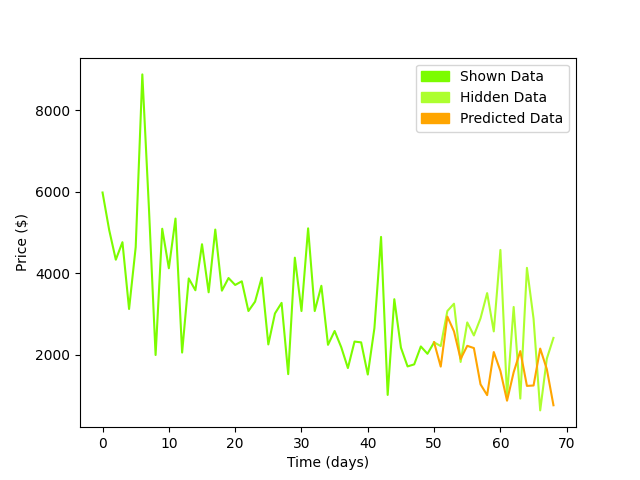 Shown Data
Hidden Data
Predicted Data
8000
6000
4000
2000
Price ($)
0 10 20 30 40 50 60 70
Time (days)